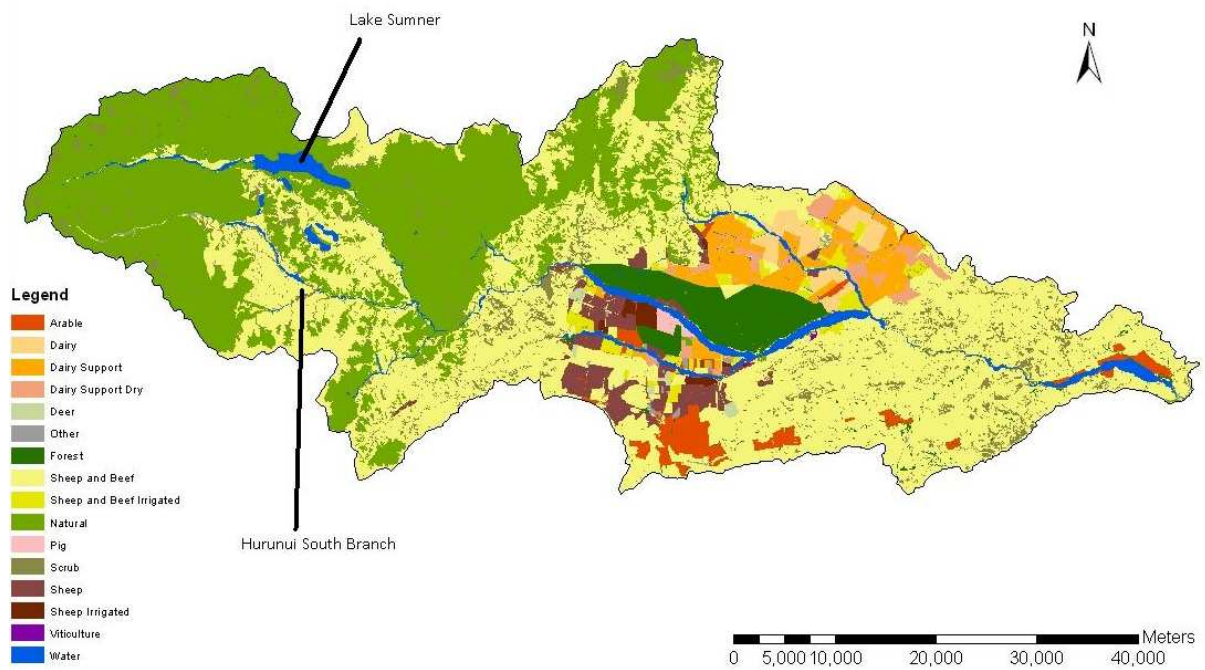 Lake Sumner
N
Legend
Arable
Dairy
Dairy Support
Dairy Support Dry
Deer
Other
Forest
Sheep and Beef
Sheep and Beef Irrigated
Natural
Pig
Scrub
Sheep
Sheep Irrigated
Viticulture
Water
Hurunui South Branch
Meters
0 5,000 10,000 20,000 30,000 40,000